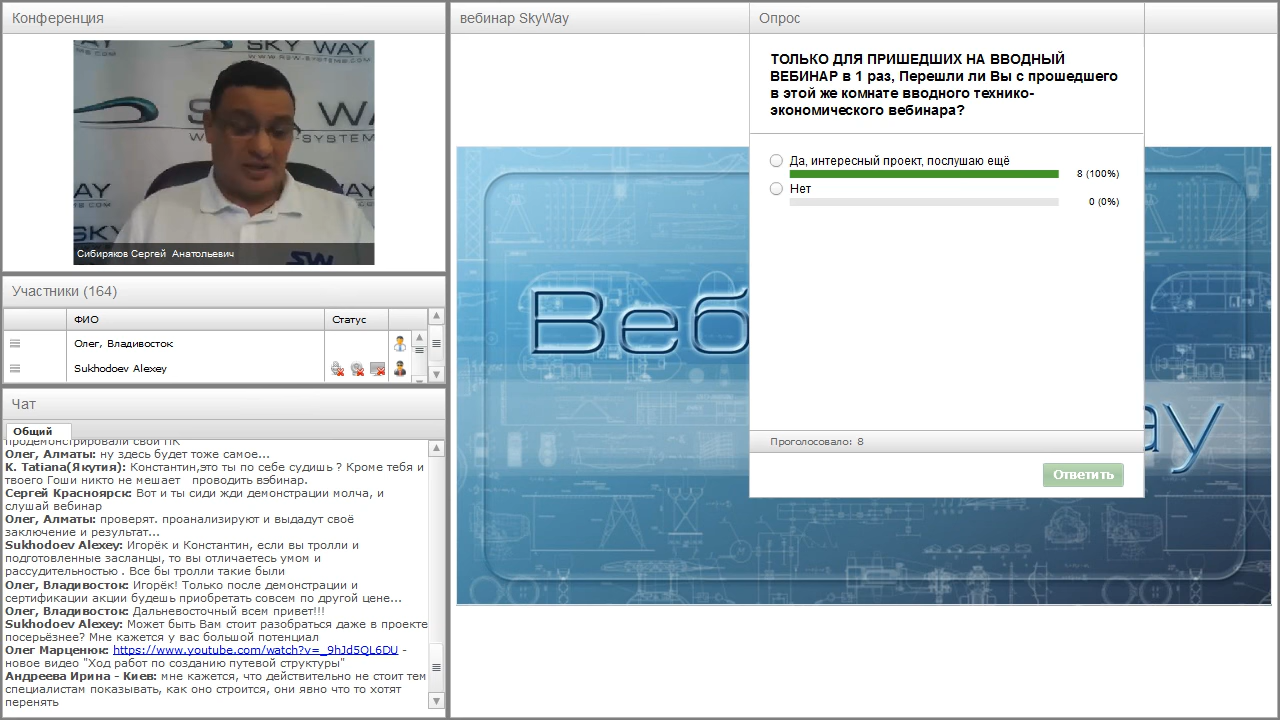 Конференция
SKY WAY
WWW.RSW-SYSTEMS.COM
Сибиряков Сергей Анатольевич
SW
Участники (164)
ФИО
Статус
Олег, Владивосток
Sukhodoev Alexey
Чат
Общий
продемонстрировали свой ПК
Олег, Алматы: ну здесь будет тоже самое...
K. Tatiana(Якутия): Константин,это ты по себе судишь ? Кроме тебя и
твоего Гоши никто не мешает проводить вэбинар.
Сергей Красноярск: Вот и ты сиди жди демонстрации молча, и
слушай вебинар
Олег, Алматы: проверят. проанализируют и выдадут своё
заключение и результат...
Sukhodoev Alexey: Игорёк и Константин, если вы тролли и
подготовленные засланцы, то вы отличаетесь умом и
рассудительностью . Все бы тролли такие были
Олег, Владивосток: Игорёк! Только после демонстрации и
сертификации акции будешь приобретать совсем по другой цене...
Олег, Владивосток: Дальневосточный всем привет!!!
Sukhodoev Alexey: Может быть Вам стоит разобраться даже в проекте
посерьёзнее? Мне кажется у вас большой потенциал
Олег Марценюк: https://www.youtube.com/watch?v=_9hJd5QL6DU -
новое видео "Ход работ по созданию путевой структуры"
Андреева Ирина - Киев: мне кажется, что действительно не стоит тем
специалистам показывать, как оно строится, они явно что то хотят
перенять
вебинар SkyWay
Веб
way
Опрос
ТОЛЬКО ДЛЯ ПРИШЕДШИХ НА ВВОДНЫЙ
ВЕБИНАР в 1 раз, Перешли ли Вы с прошедшего
в этой же комнате вводного технико-
экономического вебинара?
Да, интересный проект, послушаю ещё
8 (100%)
Нет
0 (0%)
Проголосовало: 8
Ответить